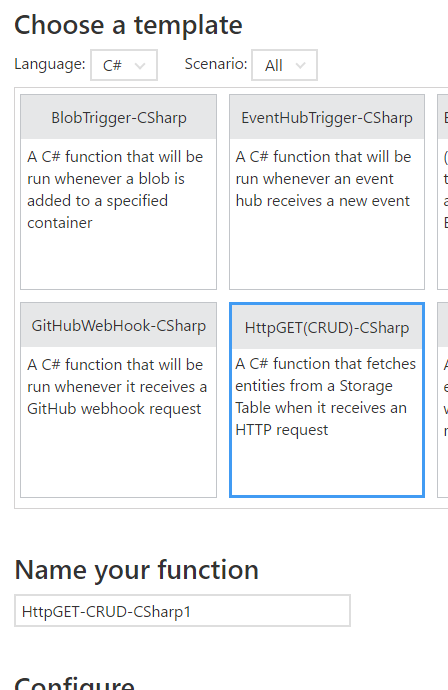 Choose a template
Language: C# Scenario: All
BlobTrigger-CSharp
A C# function that will be
run whenever a blob is
added to a specified
container
EventHubTrigger-CSharp
A C# function that will be
run whenever an event
hub receives a new event
GitHubWebHook-CSharp
A C# function that will be
run whenever it receives a
GitHub webhook request
HttpGET(CRUD)-CSharp
A C# function that fetches
entities from a Storage
Table when it receives an
HTTP request
Name your function
HttpGET-CRUD-CSharp1
Configure